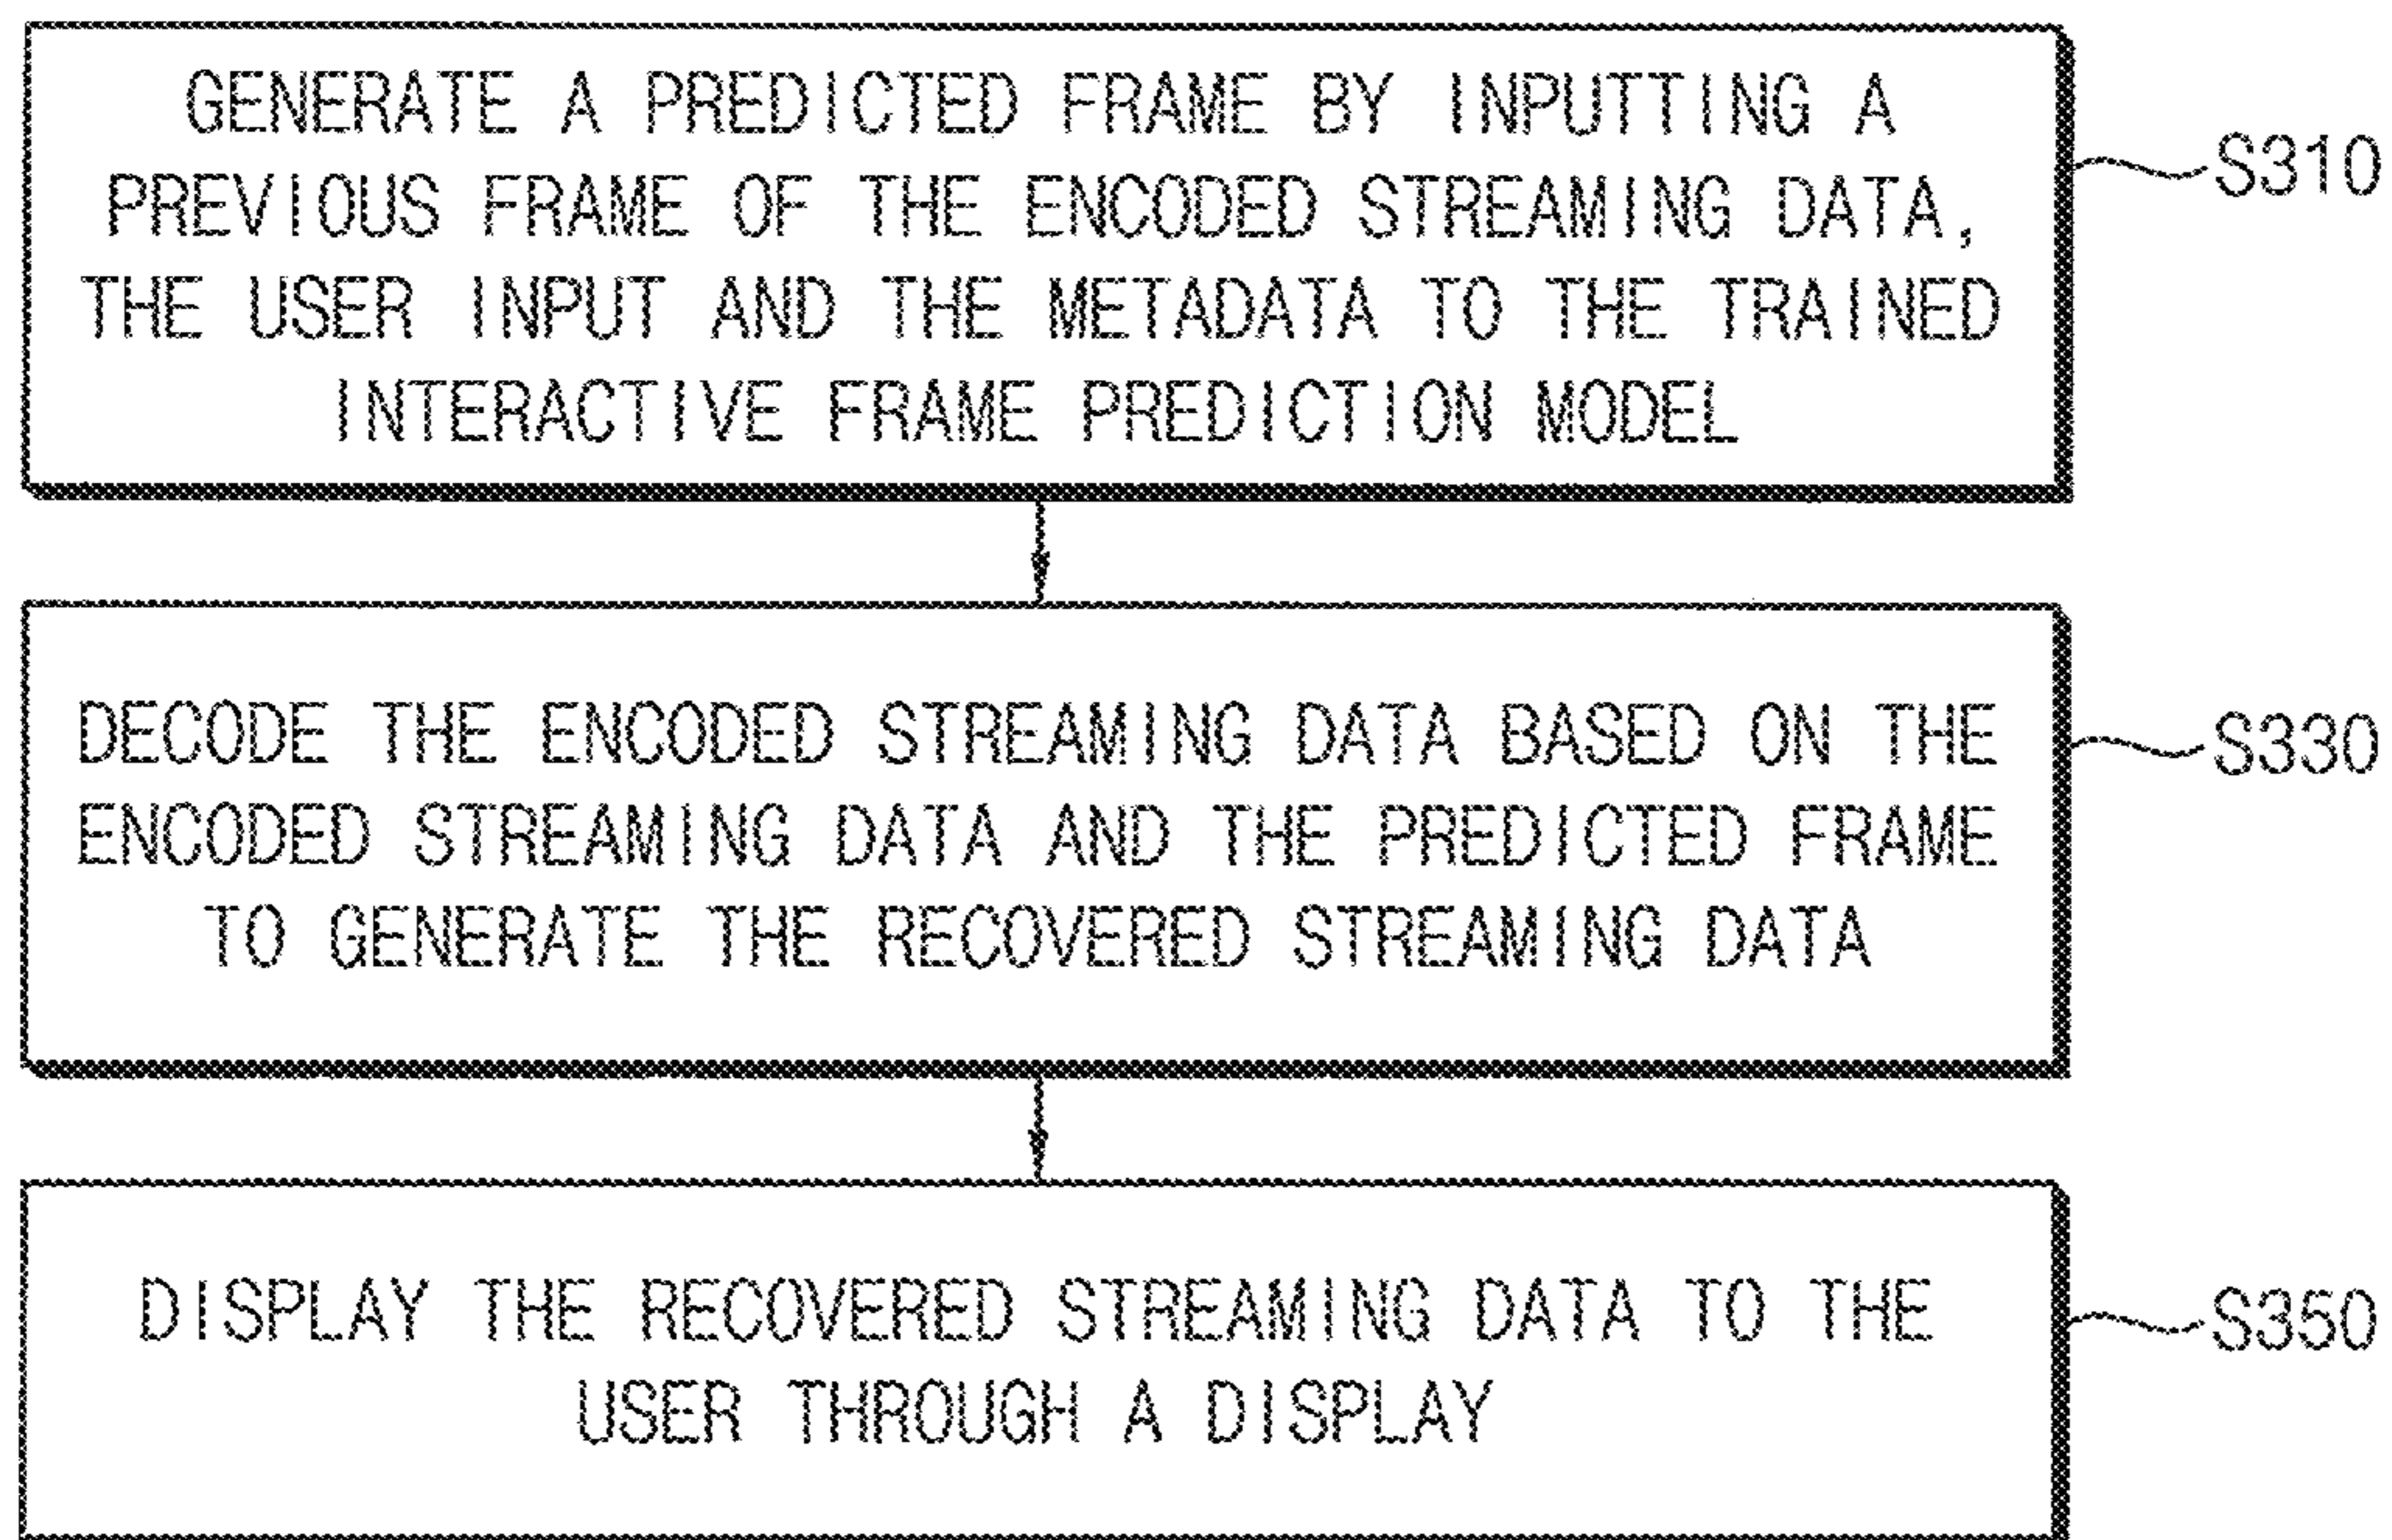 GENERATE A PREDICTED FRAME BY INPUTTING A
PREVIOUS FRAME OF THE ENCODED STREAMING DATA,
THE USER INPUT AND THE METADATA TO THE TRAINED
INTERACTIVE FRAME PREDICTION MODEL
S310
DECODE THE ENCODED STREAMING DATA BASED ON THE
ENCODED STREAMING DATA AND THE PREDICTED FRAME
TO GENERATE THE RECOVERED STREAMING DATA
S330
DISPLAY THE RECOVERED STREAMING DATA TO THE
USER THROUGH A DISPLAY
S350